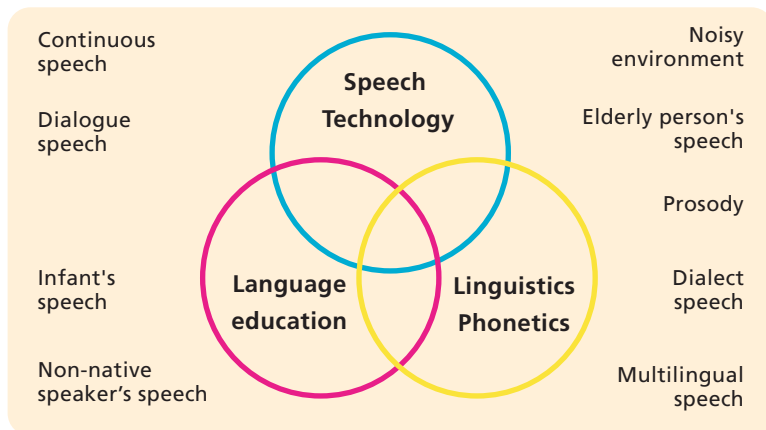 Continuous
speech
Dialogue
speech
Infant's
speech
Non-native
speaker’s speech
Speech
Technology
Language
education
Linguistics
Phonetics
Noisy
environment
Elderly person's
speech
Prosody
Dialect
speech
Multilingual
speech